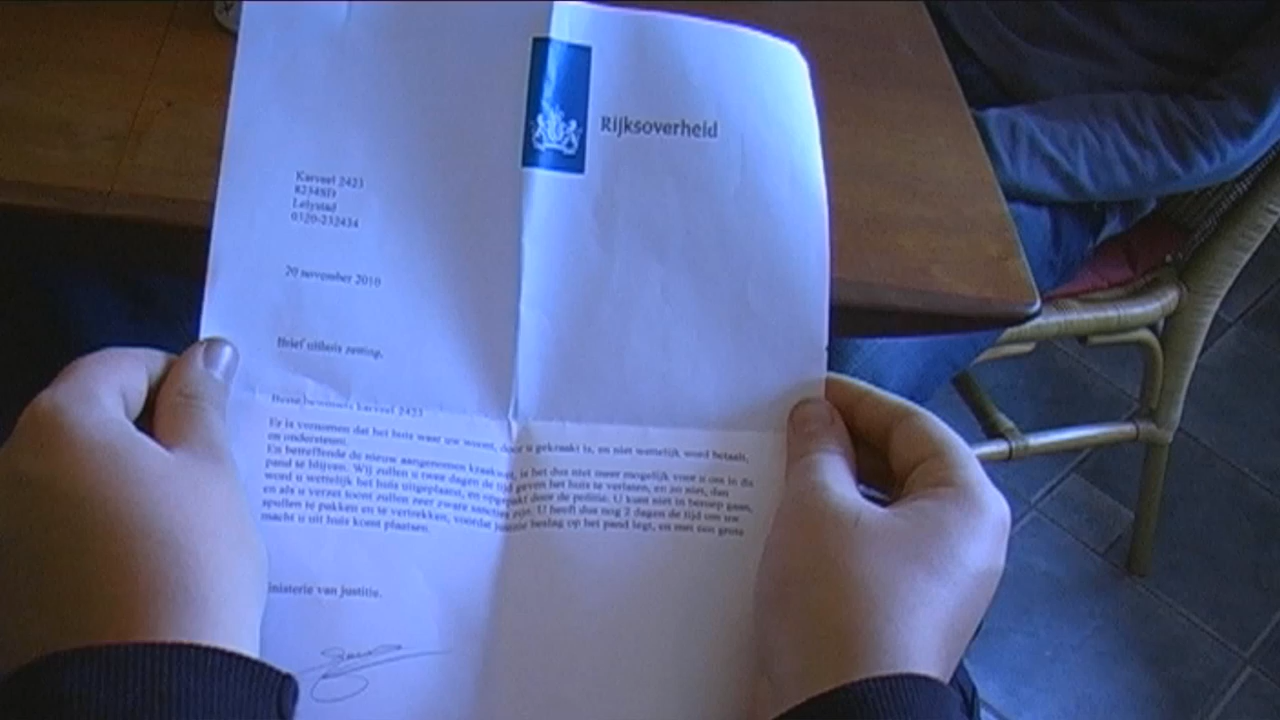 Rijksoverheid
Karveel 2423
8234SD
Lelystad
0320-232434
20 november 2010
Brief uithuis zetting.
Beste bewoners karveel 2423
Er is vernomen dat het huis waar uw woont, door u gekraakt is, en niet wettelijk word betaalt,
en ondersteunt.
En betreffende de nieuw aangenomen kraakwet, is het dus niet meer mogelijk voor u om in dit
pand te blijven. Wij zullen u twee dagen de tijd geven het huis te verlaten, en zo niet, dan
word u wettelijk het huis uitgeplaatst, en opgepakt door de politie. U kunt niet in beroep gaan,
en als u verzet toont zullen zeer zware sancties zijn. U heeft dus nog 2 dagen de tijd om uw
spullen te pakken en te vertrekken, voordat justitie beslag op het pand legt, en met een grote
macht u uit huis komt plaatsen.
inisterie van justitie.